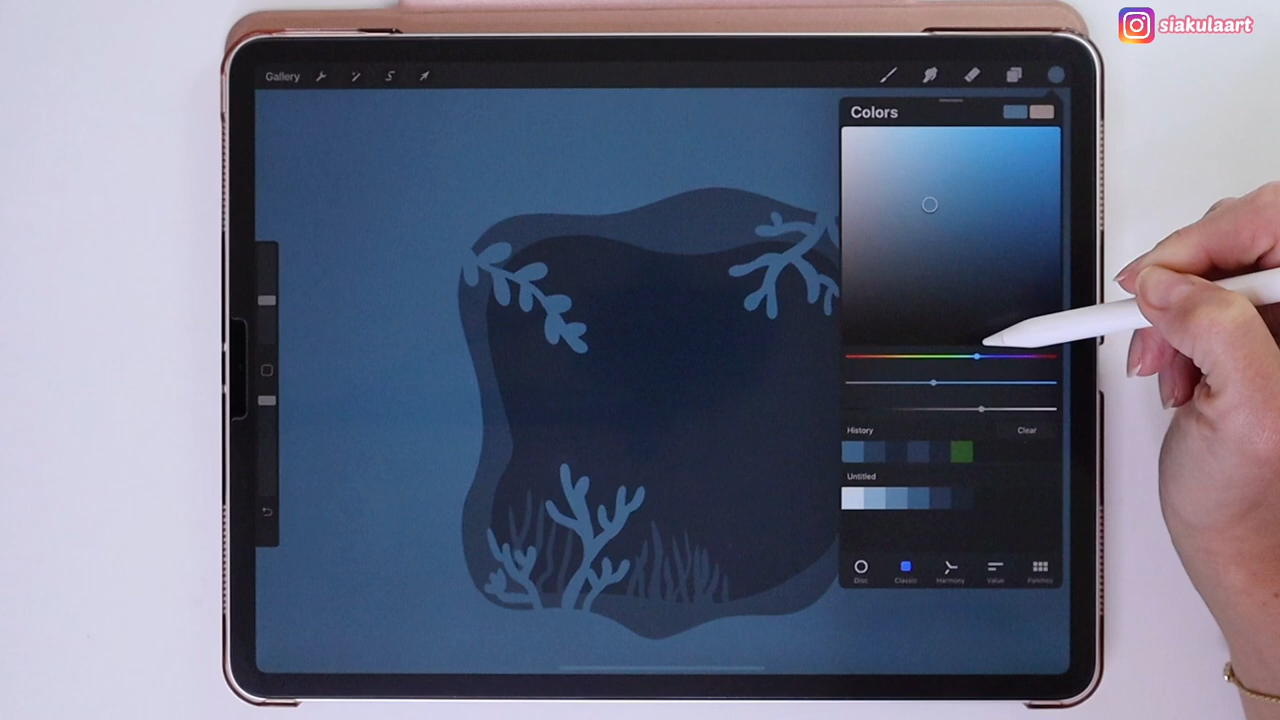 siakulaart
Gallery
Colors
History
Clear
Untitled
Disc
Classic
Harmony
Value
Palettes